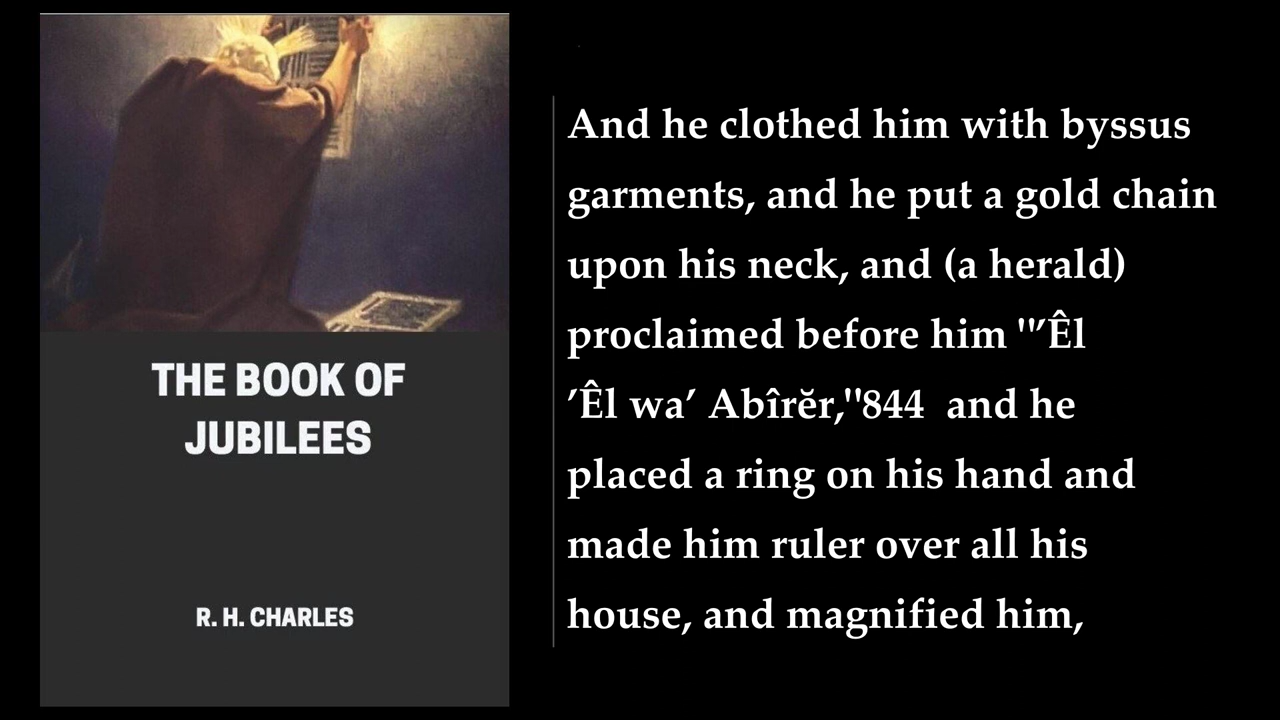 THE BOOK OF
JUBILEES
R. H. CHARLES
And he clothed him with byssus
garments, and he put a gold chain
upon his neck, and (a herald)
proclaimed before him "’Êl
’Êl wa’ Abîrĕr,"844  and he
placed a ring on his hand and
made him ruler over all his
house, and magnified him,